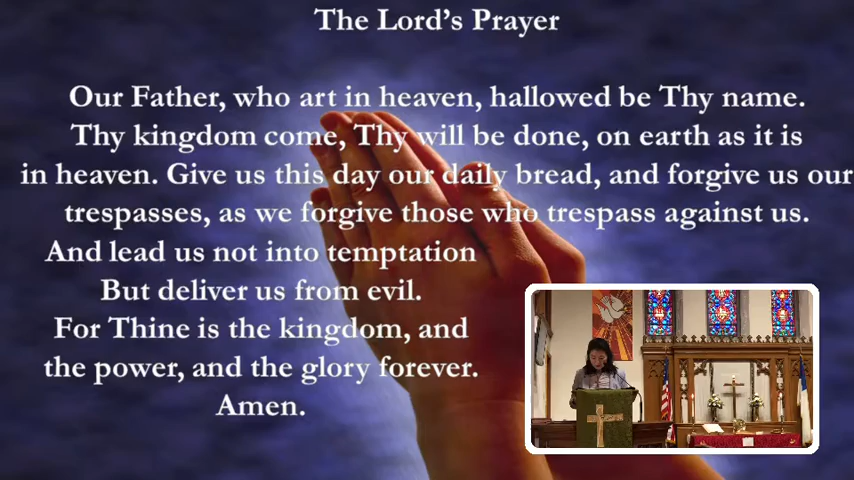 The Lord's Prayer
Our Father, who art in heaven, hallowed be Thy name.
Thy kingdom come, Thy will be done, on earth as it is
in heaven. Give us this day our daily bread, and forgive us our
trespasses, as we forgive those who trespass against us.
And lead us not into temptation
But deliver us from evil.
For Thine is the kingdom, and
the power, and the glory forever.
Amen.